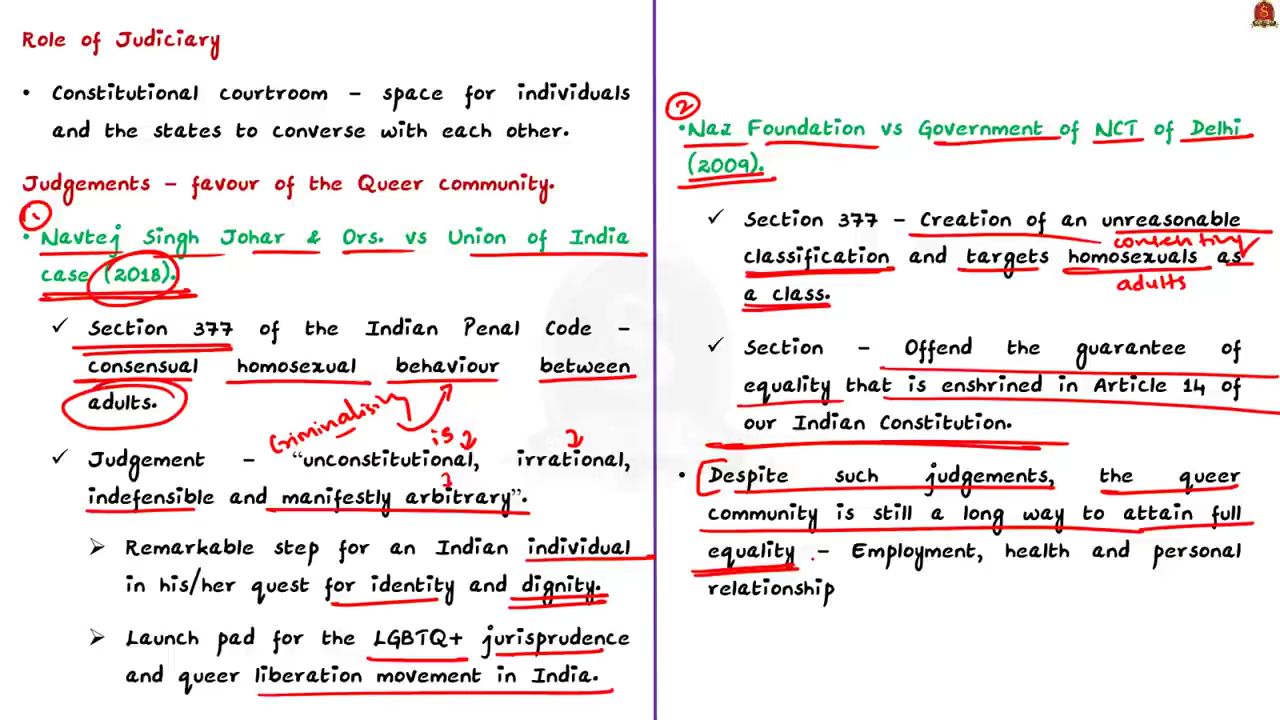 Role of Judiciary
• Constitutional courtroom – space for individuals
and the states to converse with each other.
Judgements – favour of the Queer community.
1
• Navtej Singh Johar & Ors. vs Union of India
case (2018).
✓ Section 377 of the Indian Penal Code –
consensual homosexual behaviour between
adults.
Criminalising
is
✓ Judgement – "unconstitutional, irrational,
indefensible and manifestly arbitrary".
➢ Remarkable step for an Indian individual
in his/her quest for identity and dignity.
➢ Launch pad for the LGBTQ+ jurisprudence
and queer liberation movement in India.
2
• Naz Foundation vs Government of NCT of Delhi
(2009).
✓ Section 377 – Creation of an unreasonable
consenting
classification and targets homosexuals as
adults
a class.
✓ Section – Offend the guarantee of
equality that is enshrined in Article 14 of
our Indian Constitution.
• Despite such judgements, the queer
community is still a long way to attain full
equality – Employment, health and personal
relationship